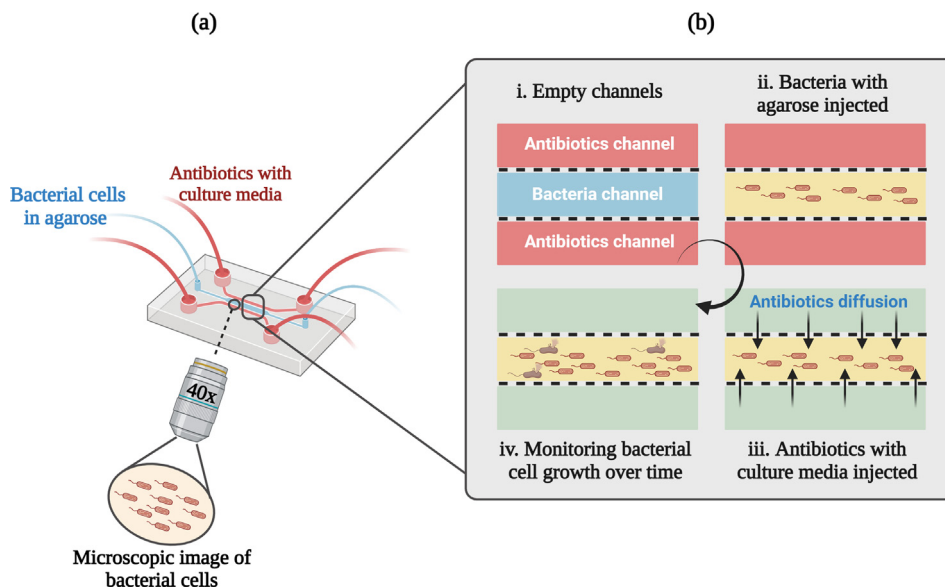 (a)
Bacterial cells
in agarose
Antibiotics with
culture media
40x
Microscopic image of
bacterial cells
(b)
i. Empty channels
Antibiotics channel
Bacteria channel
Antibiotics channel
ii. Bacteria with
agarose injected
Antibiotics diffusion
iii. Antibiotics with
culture media injected
iv. Monitoring bacterial
cell growth over time